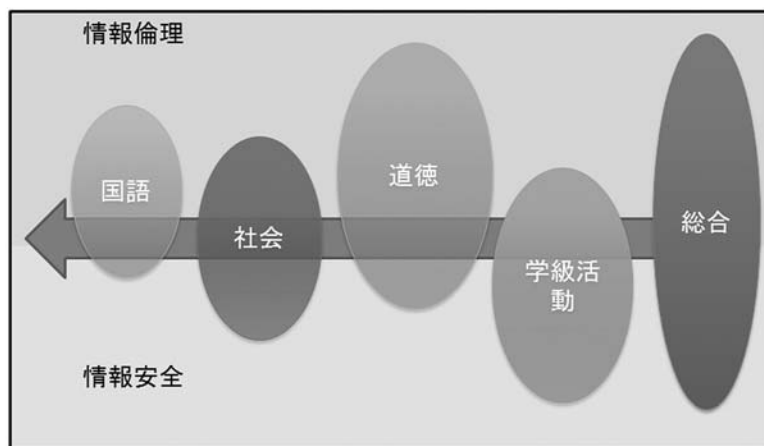 情報倫理
国語
社会
道徳
学級活
動
総合
情報安全